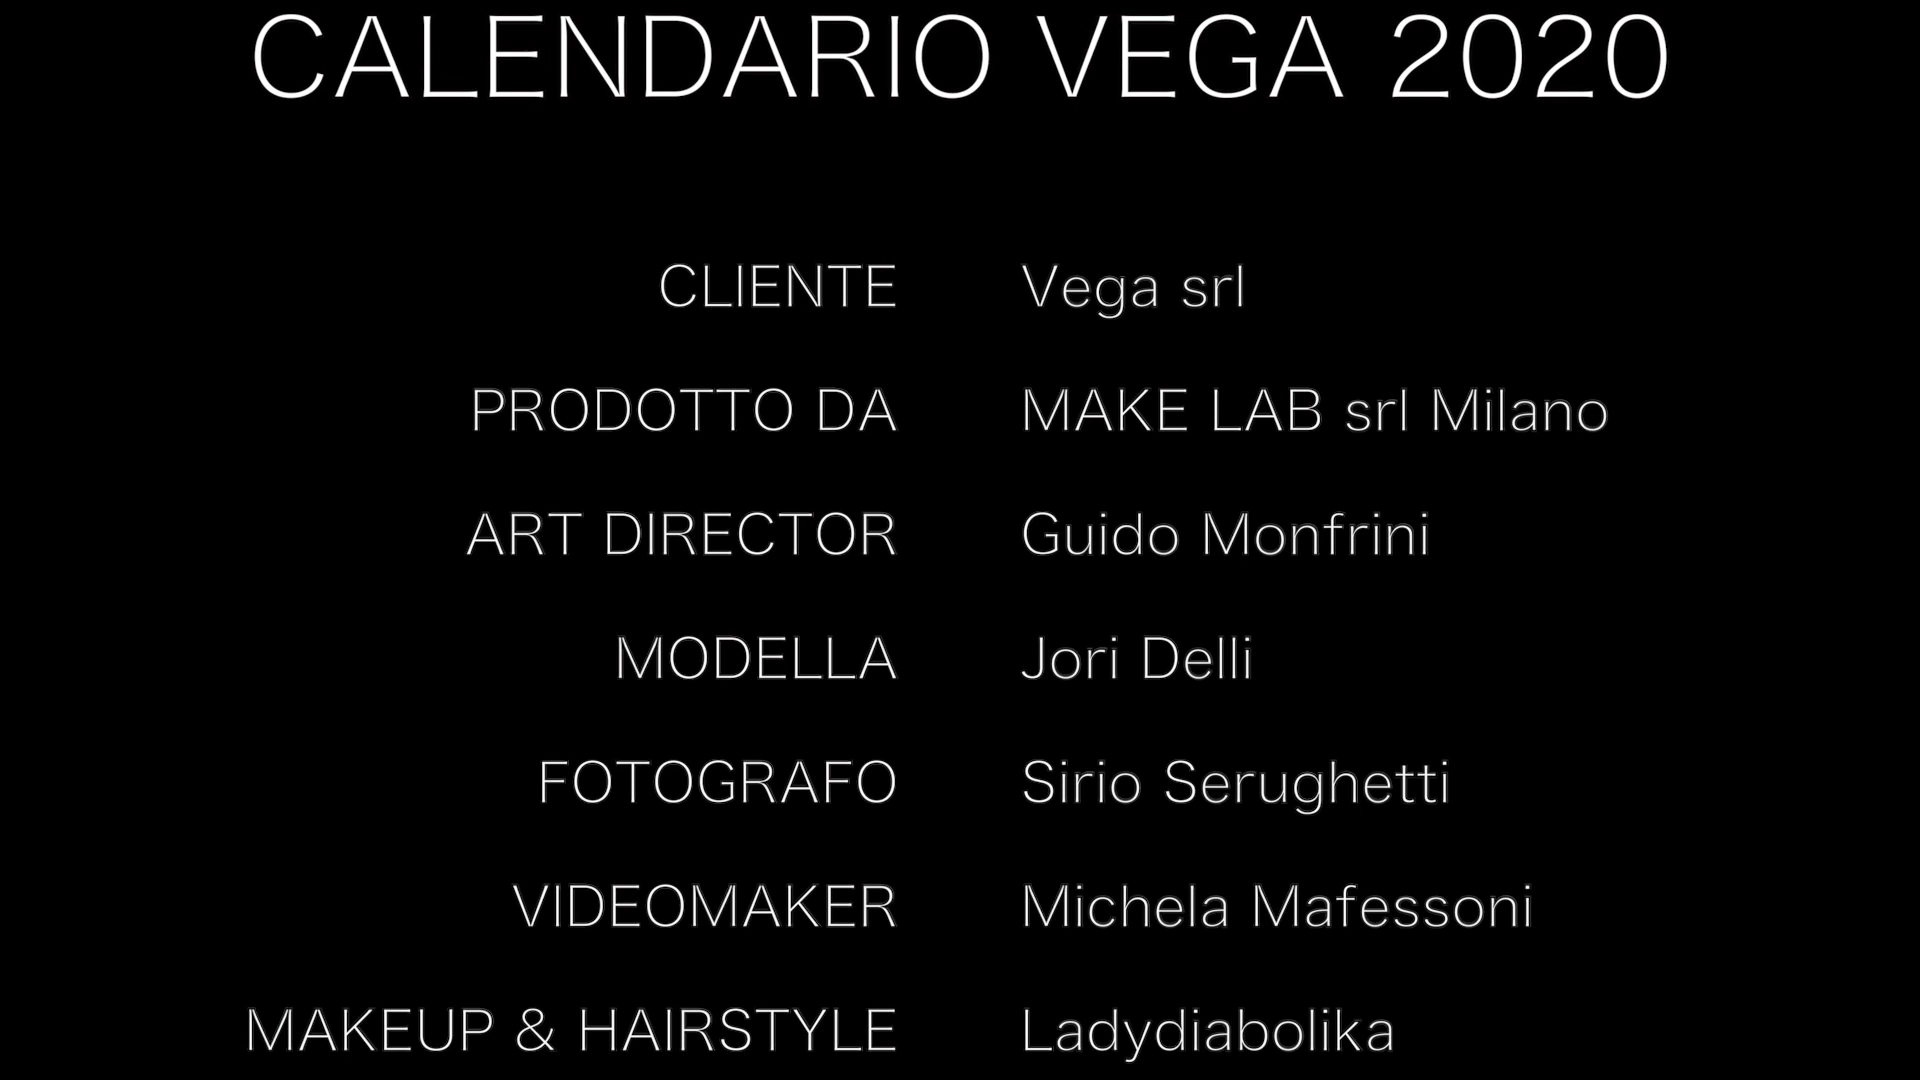 CALENDARIO VEGA 2020
CLIENTE Vega srl
PRODOTTO DA MAKE LAB srl Milano
ART DIRECTOR Guido Monfrini
MODELLA Jori Delli
FOTOGRAFO Sirio Serughetti
VIDEOMAKER Michela Mafessoni
MAKEUP & HAIRSTYLE Ladydiabolika